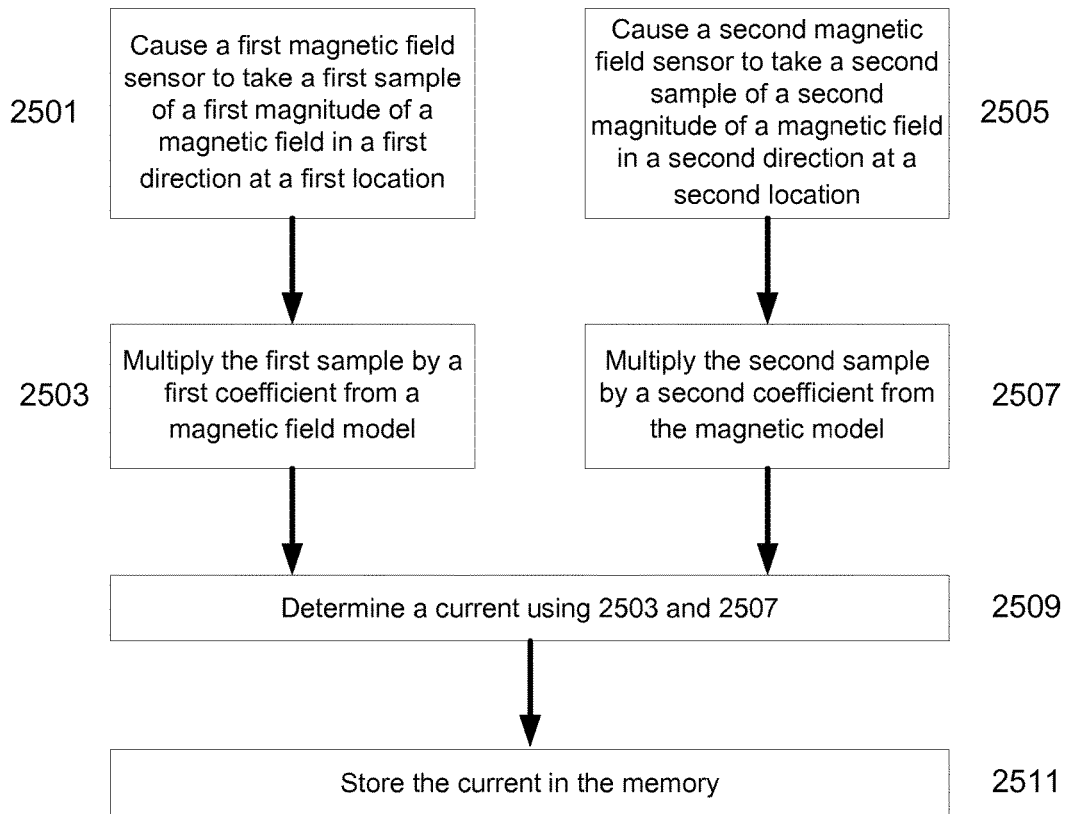 2501
Cause a first magnetic field
sensor to take a first sample
of a first magnitude of a
magnetic field in a first
direction at a first location
Cause a second magnetic
field sensor to take a second
sample of a second
magnitude of a magnetic field
in a second direction at a
second location
2505
2503
Multiply the first sample by a
first coefficient from a
magnetic field model
Multiply the second sample
by a second coefficient from
the magnetic model
2507
Determine a current using 2503 and 2507
2509
Store the current in the memory
2511